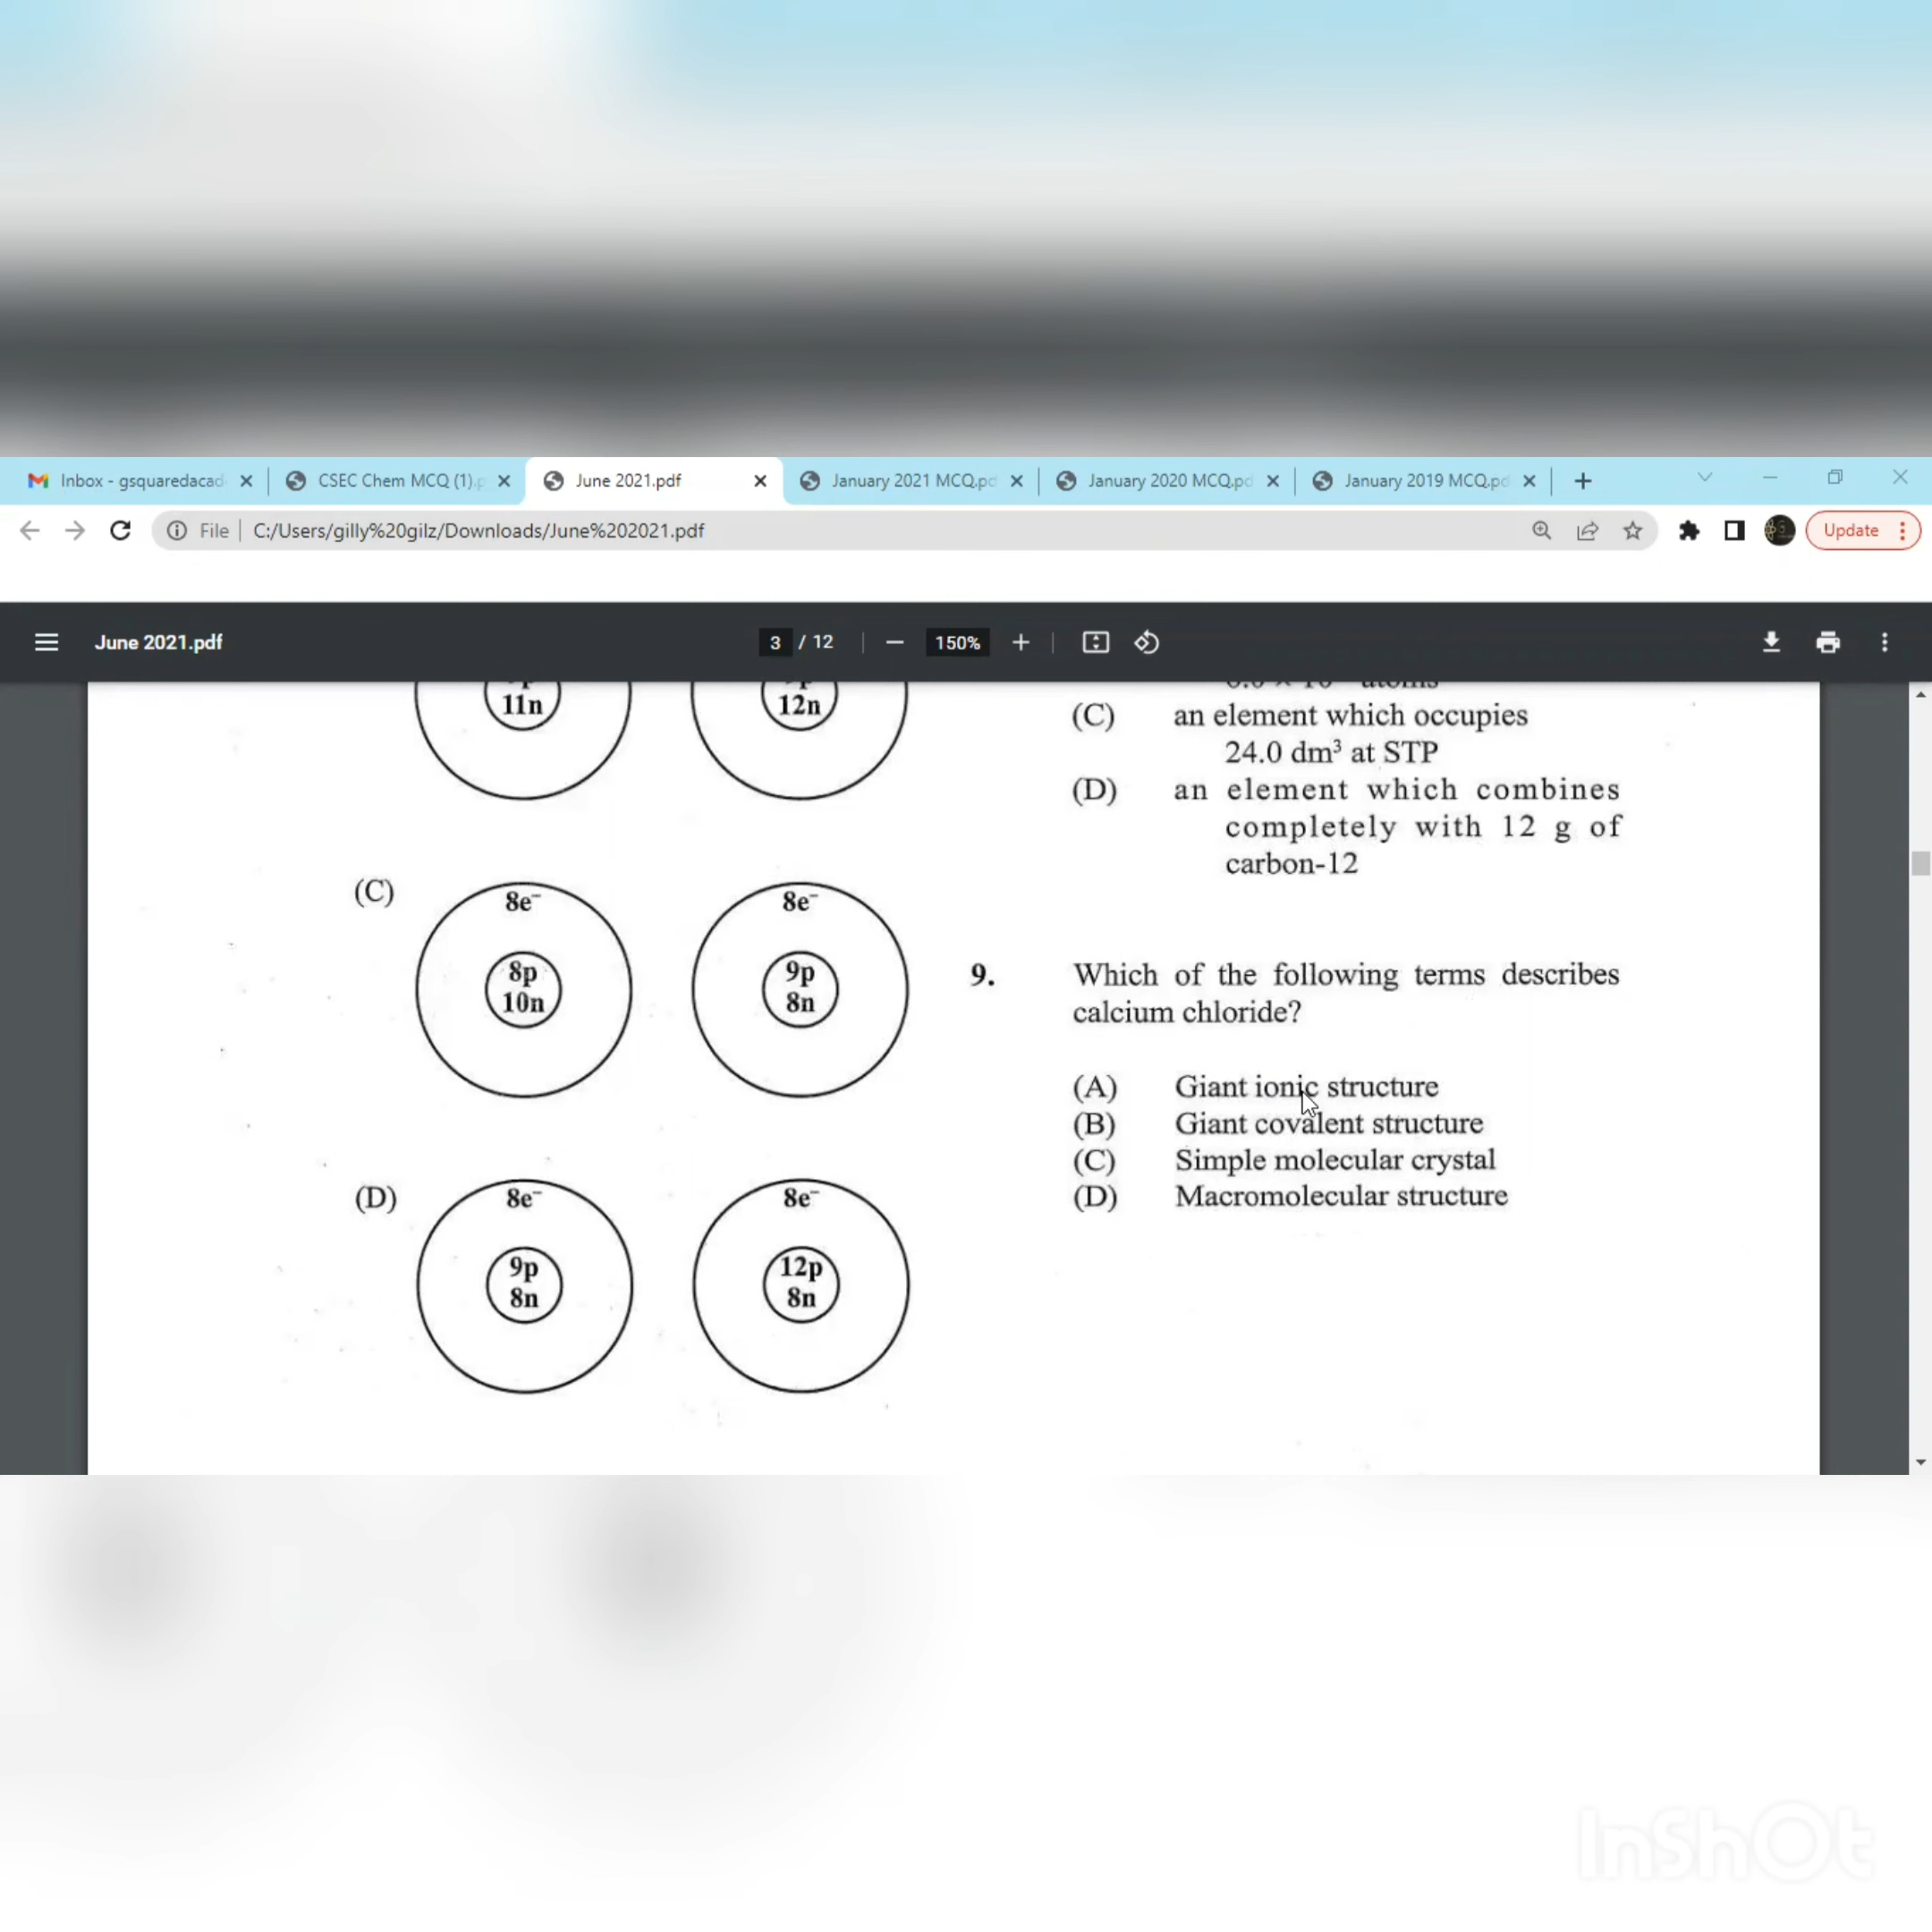 Inbox - gsquaredacad
CSEC Chem MCQ (1).p
June 2021.pdf
January 2021 MCQ.pd
January 2020 MCQ.pd
January 2019 MCQ.pd
File
C:/Users/gilly%20gilz/Downloads/June%202021.pdf
Update
June 2021.pdf
3 / 12
150%
11n
12n
(C)
8e⁻
8p
10n
8e⁻
9p
8n
(D)
8e⁻
9p
8n
8e⁻
12p
8n
(C) an element which occupies
24.0 dm³ at STP
(D) an element which combines
completely with 12 g of
carbon-12
9. Which of the following terms describes
calcium chloride?
(A) Giant ionic structure
(B) Giant covalent structure
(C) Simple molecular crystal
(D) Macromolecular structure
InShOt